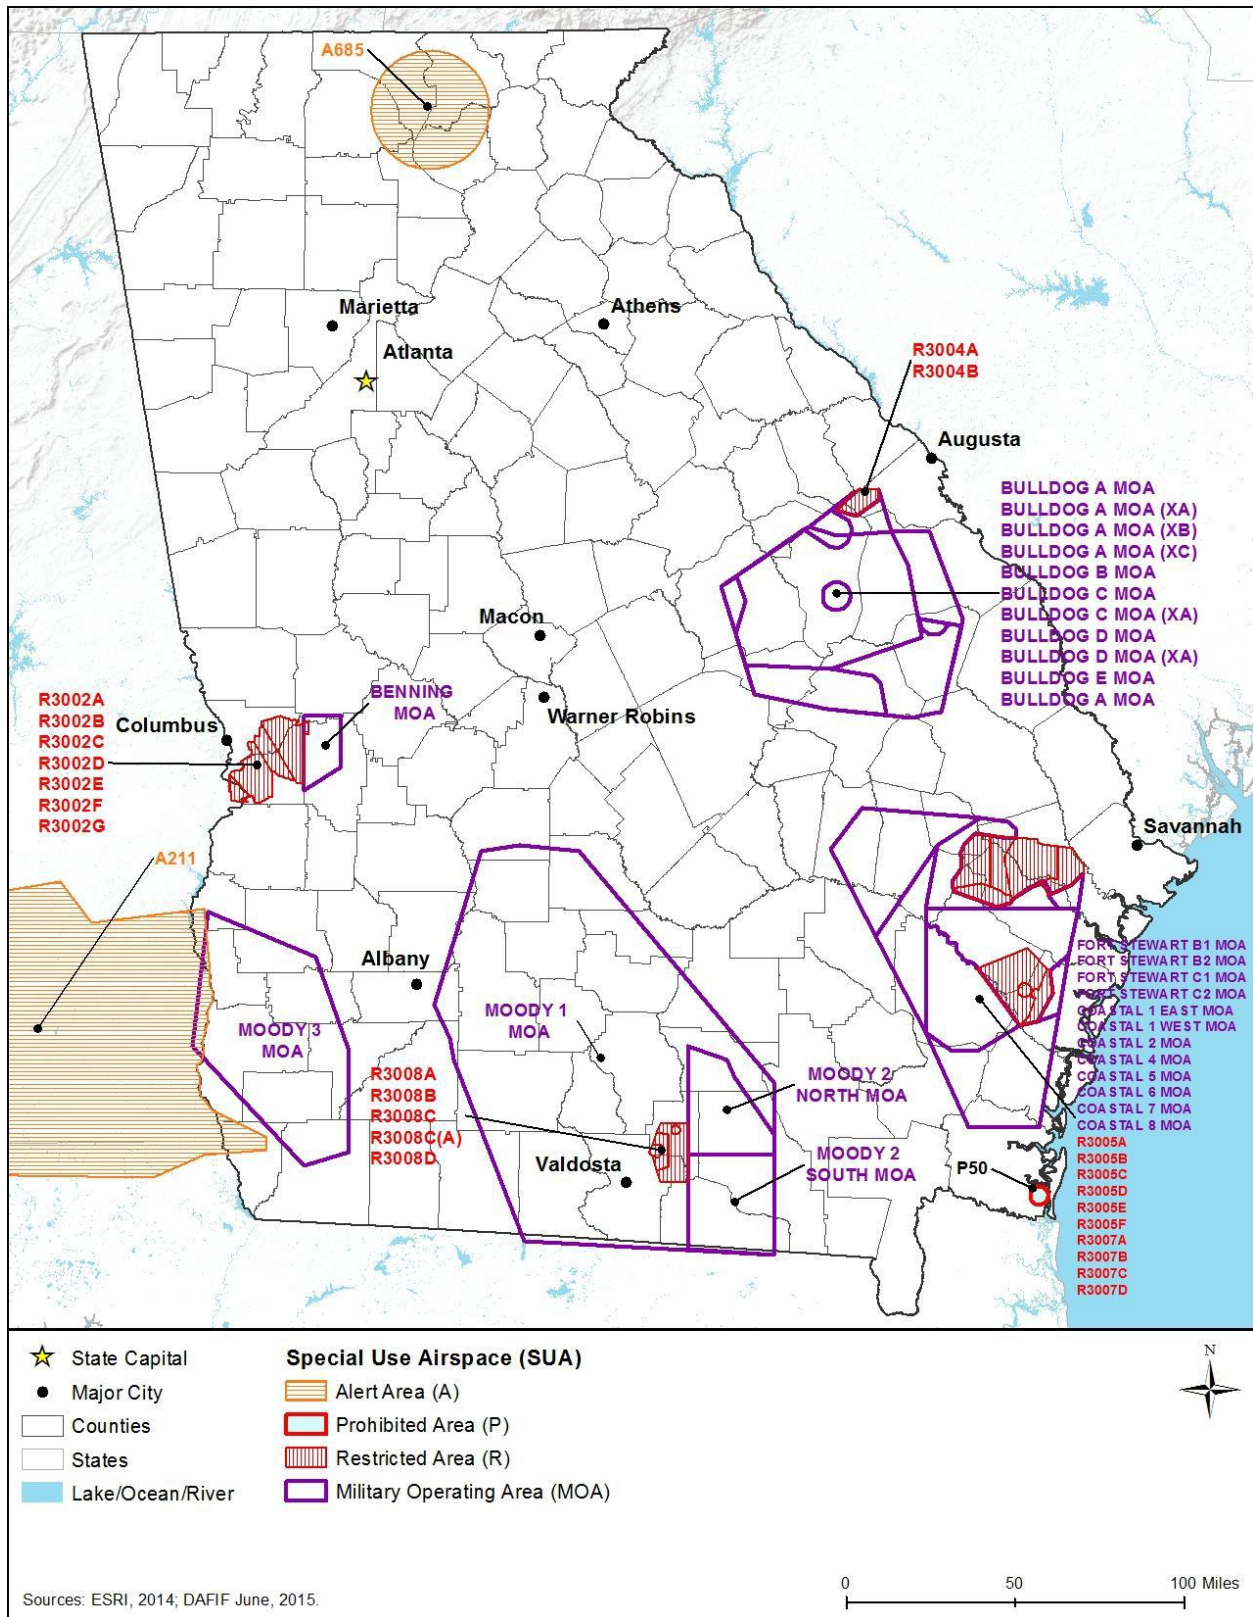 A685
Marietta
Athens
Atlanta
R3004A
R3004B
Augusta
BULLDOG A MOA
BULLDOG A MOA (XA)
BULLDOG A MOA (XB)
BULLDOG A MOA (XC)
BULLDOG B MOA
BULLDOG C MOA
BULLDOG C MOA (XA)
BULLDOG D MOA
BULLDOG D MOA (XA)
BULLDOG E MOA
BULLDOG A MOA
Macon
Warner Robins
BENNING
MOA
R3002A
R3002B
R3002C
R3002D
R3002E
R3002F
R3002G
Columbus
Savannah
A211
Albany
MOODY 3
MOA
MOODY 1
MOA
R3008A
R3008B
R3008C
R3008C(A)
R3008D
MOODY 2
NORTH MOA
MOODY 2
SOUTH MOA
Valdosta
P50
FORT STEWART B1 MOA
FORT STEWART B2 MOA
FORT STEWART C1 MOA
FORT STEWART C2 MOA
COASTAL 1 EAST MOA
COASTAL 1 WEST MOA
COASTAL 2 MOA
COASTAL 4 MOA
COASTAL 5 MOA
COASTAL 6 MOA
COASTAL 7 MOA
COASTAL 8 MOA
R3005A
R3005B
R3005C
R3005D
R3005E
R3005F
R3007A
R3007B
R3007C
R3007D
State Capital
Major City
Counties
States
Lake/Ocean/River
Special Use Airspace (SUA)
Alert Area (A)
Prohibited Area (P)
Restricted Area (R)
Military Operating Area (MOA)
N
Sources: ESRI, 2014; DAFIF June, 2015.
0 50 100 Miles